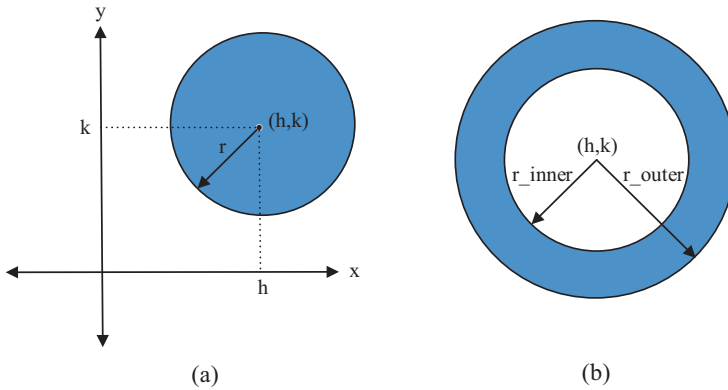 y
k
(h,k)
r
x
h
(a)
(h,k)
r_inner
r_outer
(b)